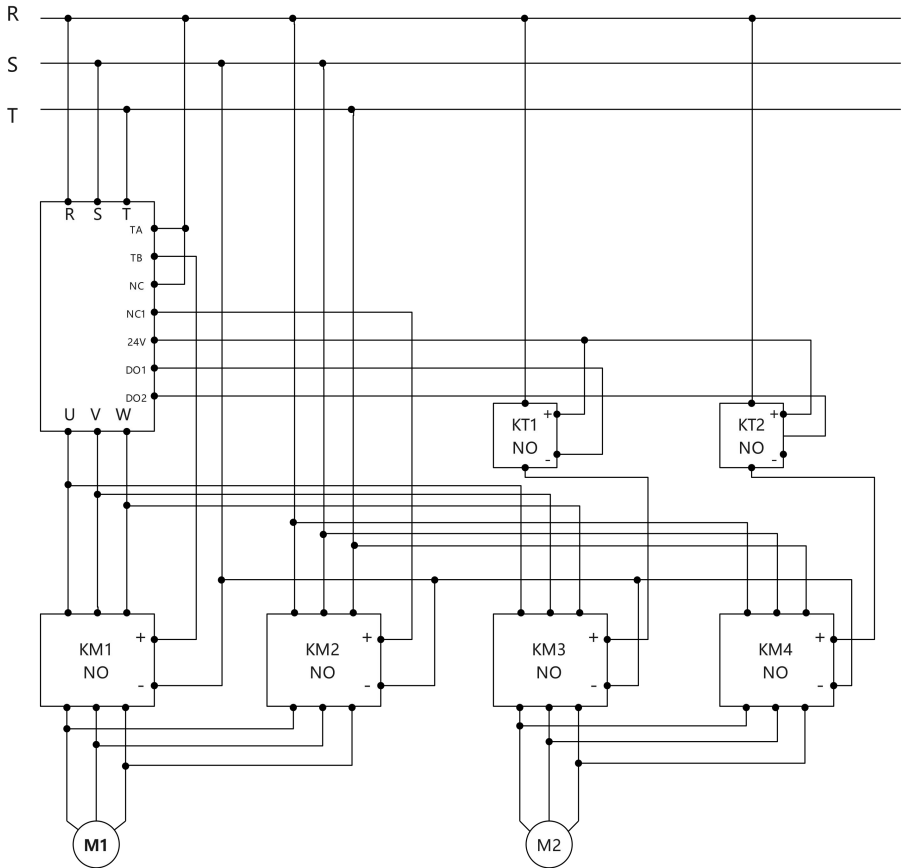 R
S
T
R S T
TA
TB
NC
NC1
24V
DO1
DO2
U V W
KT1 +
NO
-
KT2 +
NO
-
KM1 +
NO
-
KM2 +
NO
-
KM3 +
NO
-
KM4 +
NO
-
M1
M2